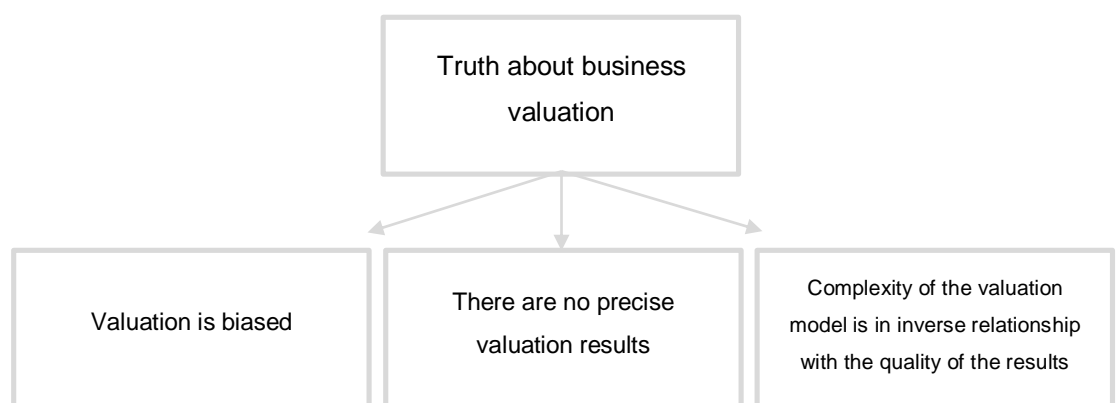 Truth about business
valuation
Valuation is biased
There are no precise
valuation results
Complexity of the valuation
model is in inverse relationship
with the quality of the results